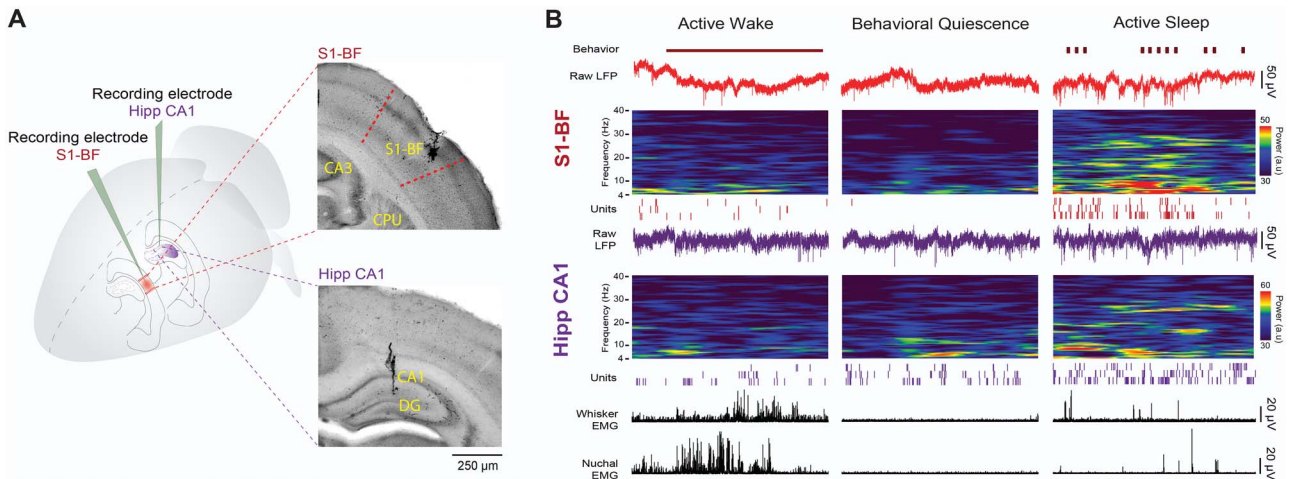 A
Recording electrode
Hipp CA1
Recording electrode
S1-BF
S1-BF
S1-BF
CA3
CPU
Hipp CA1
CA1
DG
250 µm
B
Active Wake
Behavioral Quiescence
Active Sleep
Behavior
Raw LFP
50 µV
S1-BF
Frequency (Hz)
40
30
20
10
4
50
30
Power (a.u)
Units
Raw LFP
50 µV
Hipp CA1
Frequency (Hz)
40
30
20
10
4
60
30
Power (a.u)
Units
Whisker
EMG
20 µV
Nuchal
EMG
20 µV